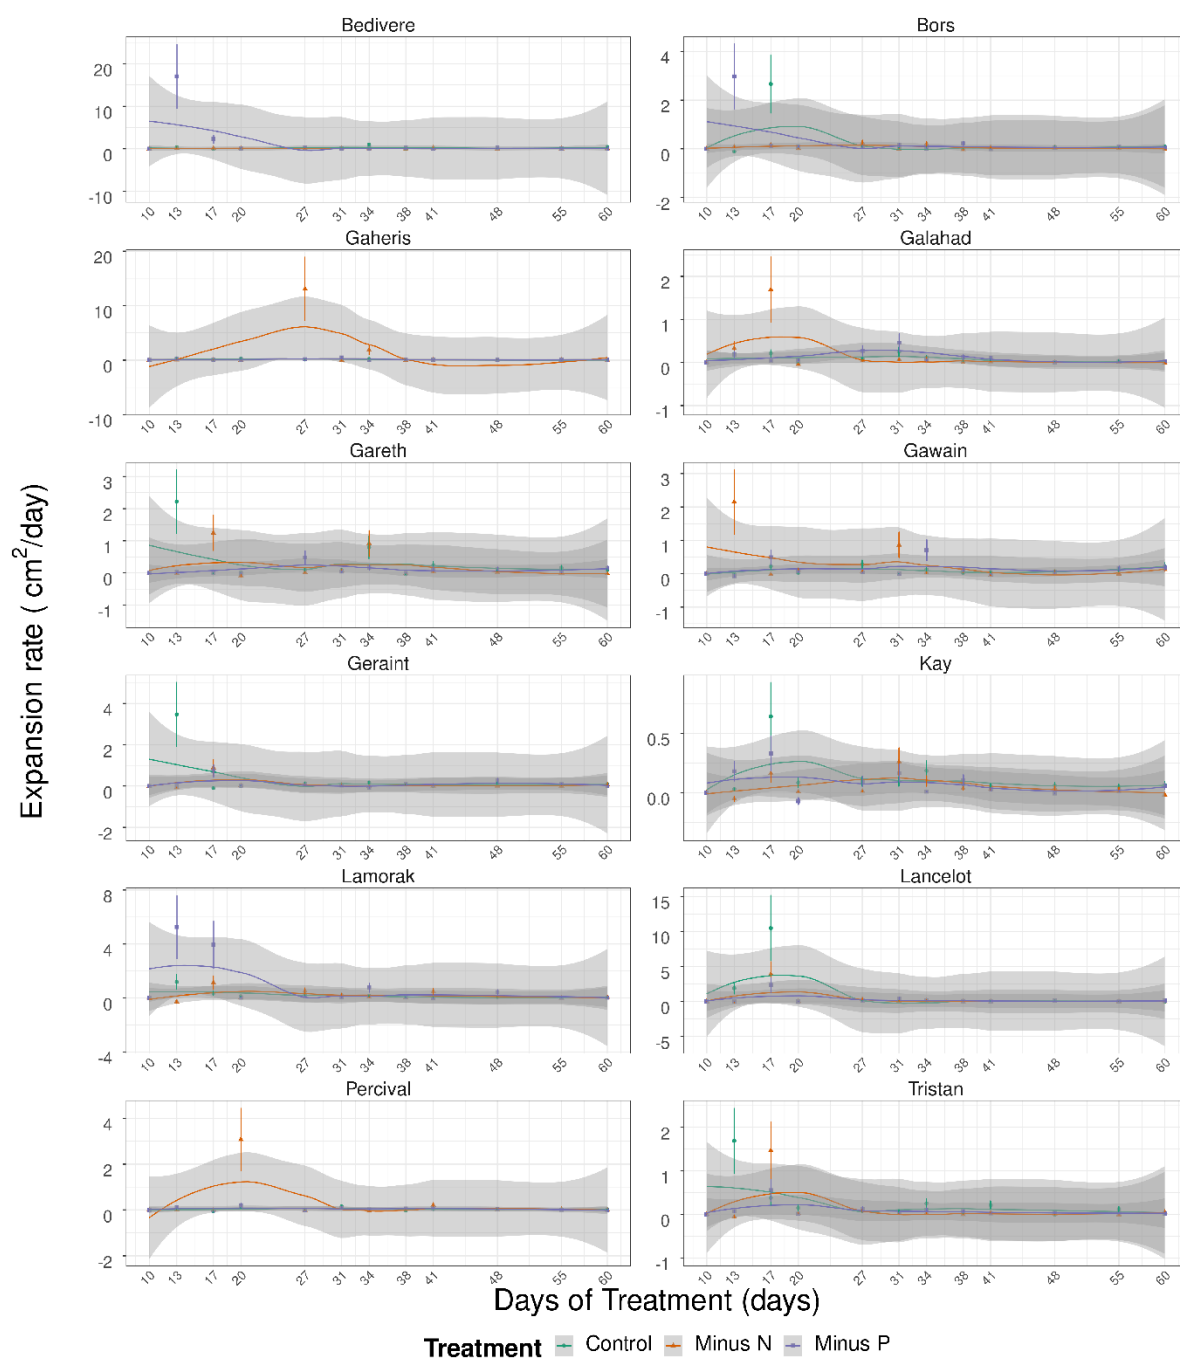 Bedivere
Bors
20
10
0
-10
10 13 17 20 27 31 34 38 41 48 55 60
4
2
0
-2
10 13 17 20 27 31 34 38 41 48 55 60
Gaheris
Galahad
20
10
0
-10
10 13 17 20 27 31 34 38 41 48 55 60
2
1
0
-1
10 13 17 20 27 31 34 38 41 48 55 60
Gareth
Gawain
3
2
1
0
-1
10 13 17 20 27 31 34 38 41 48 55 60
3
2
1
0
-1
10 13 17 20 27 31 34 38 41 48 55 60
Geraint
Kay
4
2
0
-2
10 13 17 20 27 31 34 38 41 48 55 60
0.5
0.0
10 13 17 20 27 31 34 38 41 48 55 60
Lamorak
Lancelot
8
4
0
-4
10 13 17 20 27 31 34 38 41 48 55 60
15
10
5
0
-5
10 13 17 20 27 31 34 38 41 48 55 60
Percival
Tristan
4
2
0
-2
10 13 17 20 27 31 34 38 41 48 55 60
2
1
0
-1
10 13 17 20 27 31 34 38 41 48 55 60
Expansion rate ( cm²/day)
Days of Treatment (days)
Treatment Control Minus N Minus P